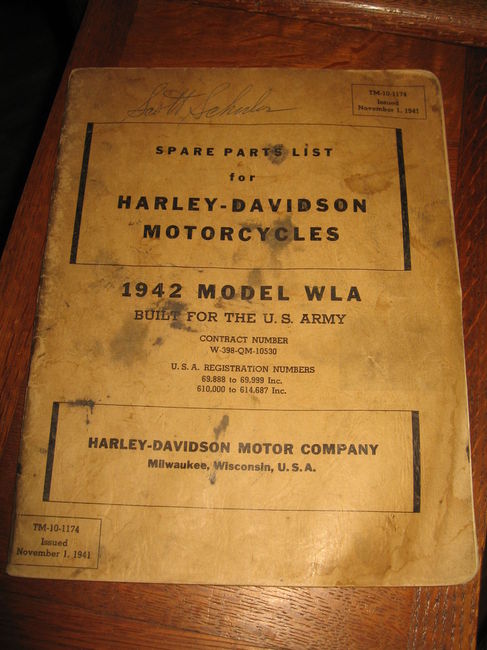 Scott Schuler
TM-10-1174
Issued
November 1, 1941
SPARE PARTS LIST
for
HARLEY-DAVIDSON
MOTORCYCLES
1942 MODEL WLA
BUILT FOR THE U. S. ARMY
CONTRACT NUMBER
W-398-QM-10530
U. S. A. REGISTRATION NUMBERS
69,888 to 69,999 Inc.
610,000 to 614,687 Inc.
HARLEY-DAVIDSON MOTOR COMPANY
Milwaukee, Wisconsin, U. S. A.
TM-10-1174
Issued
November 1, 1941